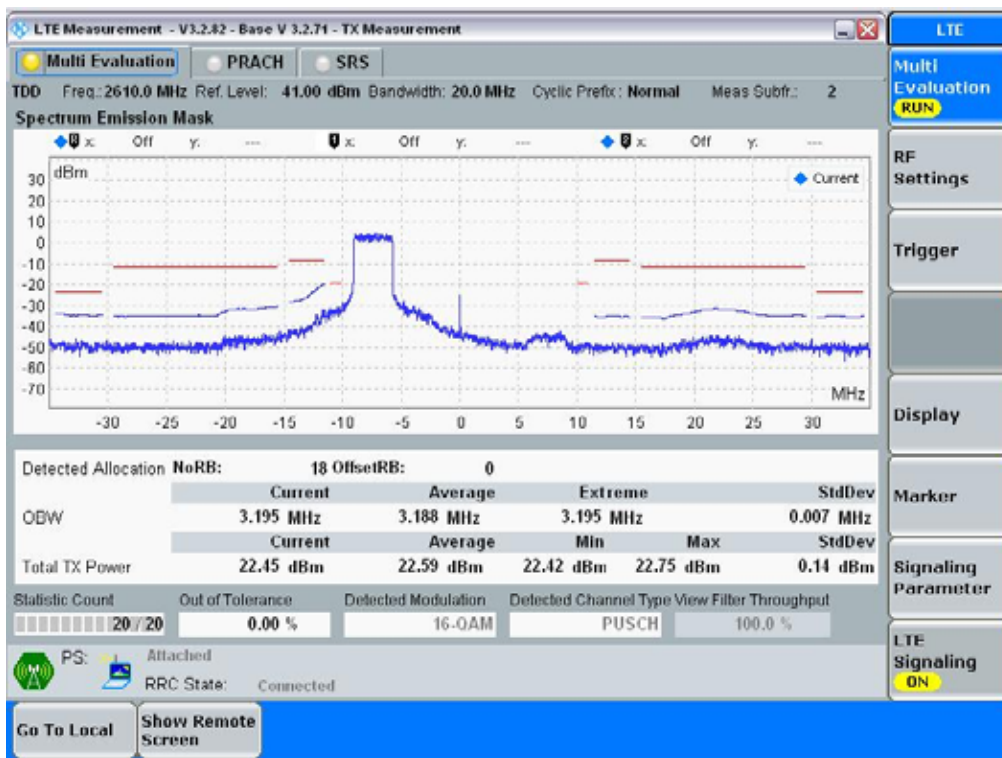 LTE Measurement - V3.2.82 - Base V 3.2.71 - TX Measurement
LTE
Multi Evaluation PRACH SRS
Multi
Evaluation
RUN
TDD Freq.: 2610.0 MHz Ref. Level: 41.00 dBm Bandwidth: 20.0 MHz Cyclic Prefix: Normal Meas Subfr.: 2
Spectrum Emission Mask
0 x: Off y: --- 1 x: Off y: --- 2 x: Off y: ---
dBm
Current
30
20
10
0
-10
-20
-30
-40
-50
-60
-70
MHz
-30 -25 -20 -15 -10 -5 0 5 10 15 20 25 30
RF
Settings
Trigger
Display
Marker
Signaling
Parameter
LTE
Signaling
ON
Detected Allocation NoRB: 18 OffsetRB: 0
Current Average Extreme StdDev
OBW 3.195 MHz 3.188 MHz 3.195 MHz 0.007 MHz
Current Average Min Max StdDev
Total TX Power 22.45 dBm 22.59 dBm 22.42 dBm 22.75 dBm 0.14 dBm
Statistic Count Out of Tolerance Detected Modulation Detected Channel Type View Filter Throughput
20 / 20 0.00 % 16-QAM PUSCH 100.0 %
PS: Attached
RRC State: Connected
Go To Local
Show Remote
Screen